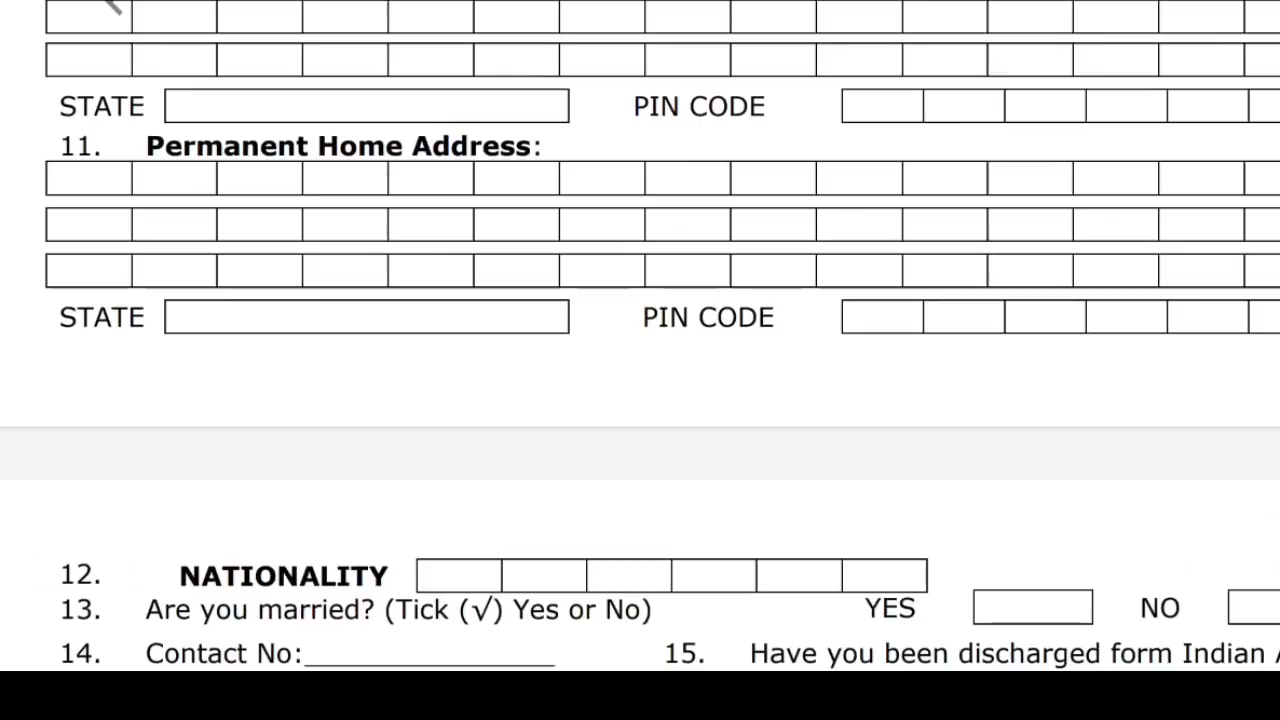 STATE PIN CODE
11. Permanent Home Address:
STATE PIN CODE
12. NATIONALITY
13. Are you married? (Tick (√) Yes or No) YES NO
14. Contact No:____________________ 15. Have you been discharged form Indian